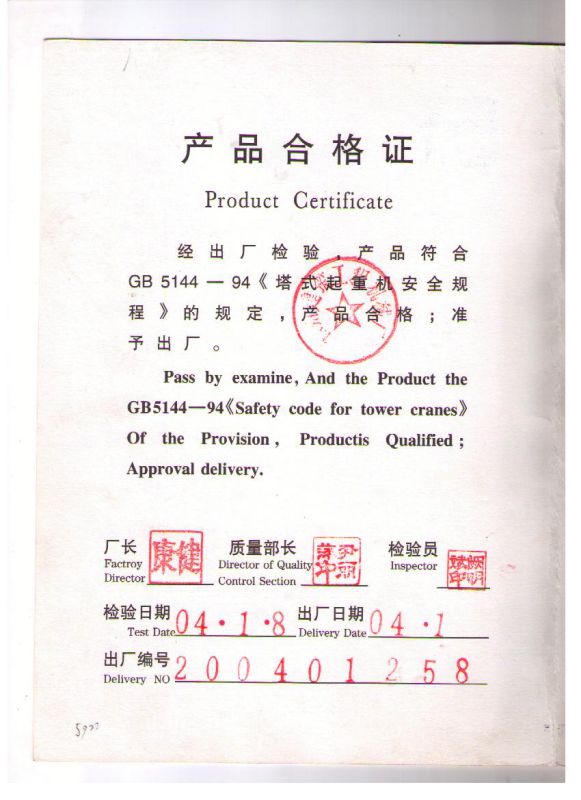 产品合格证
Product Certificate
经出厂检验，产品符合
GB 5144 — 94《塔式起重机安全规
程》的规定，产品合格；准
予出厂。
Pass by examine, And the Product the
GB5144—94《Safety code for tower cranes》
Of the Provision, Productis Qualified;
Approval delivery.
厂长 康健 质量部长 检验员
Factroy Director of Quality Inspector
Director Control Section
检验日期 04·1·8 出厂日期 04·1
Test Date Delivery Date
出厂编号 200401258
Delivery NO